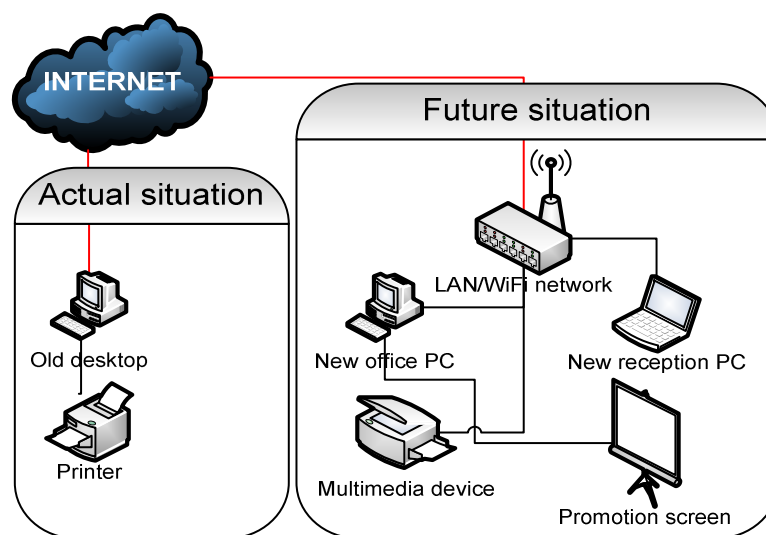 INTERNET
Future situation
Actual situation
LAN/WiFi network
Old desktop
New office PC
New reception PC
Printer
Multimedia device
Promotion screen